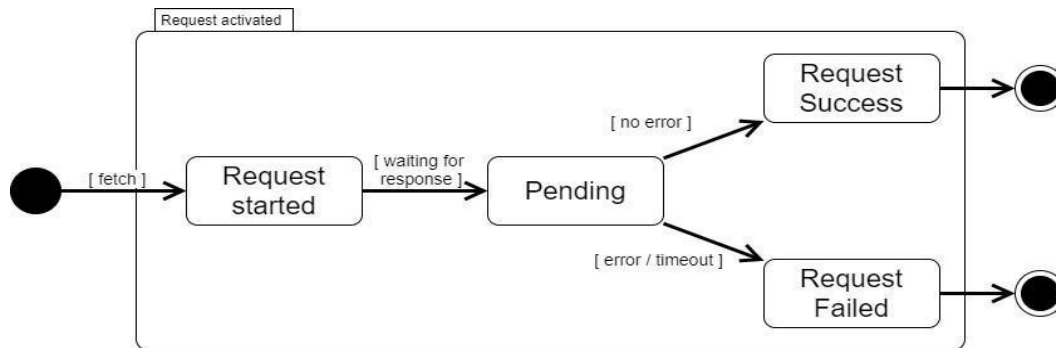 Request activated
Request
Success
[ no error ]
[ waiting for
response ]
[ fetch ]
Request
started
Pending
[ error / timeout ]
Request
Failed